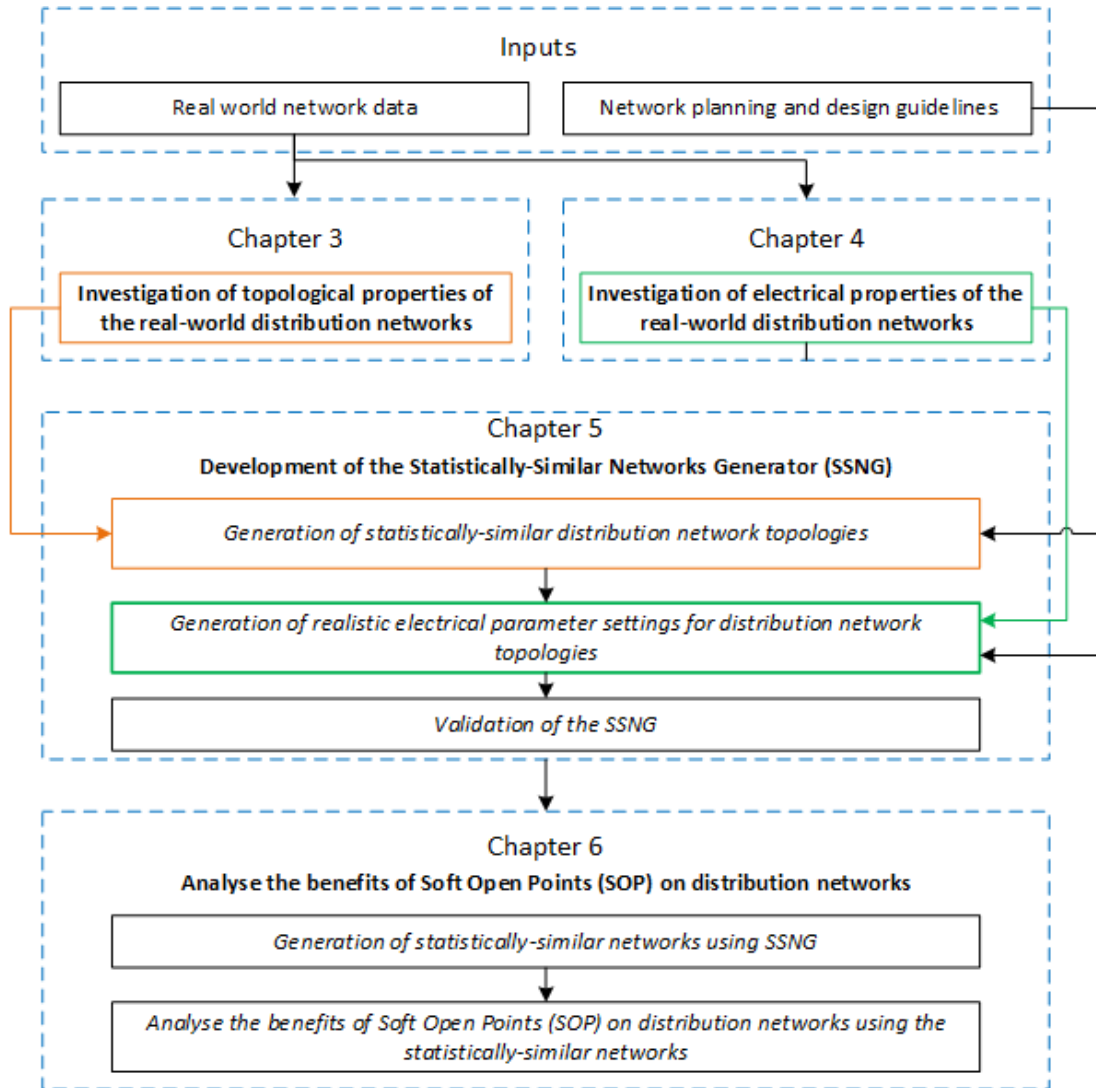 Inputs
Real world network data
Network planning and design guidelines
Chapter 3
Investigation of topological properties of
the real-world distribution networks
Chapter 4
Investigation of electrical properties of the
real-world distribution networks
Chapter 5
Development of the Statistically-Similar Networks Generator (SSNG)
Generation of statistically-similar distribution network topologies
Generation of realistic electrical parameter settings for distribution network
topologies
Validation of the SSNG
Chapter 6
Analyse the benefits of Soft Open Points (SOP) on distribution networks
Generation of statistically-similar networks using SSNG
Analyse the benefits of Soft Open Points (SOP) on distribution networks using the
statistically-similar networks